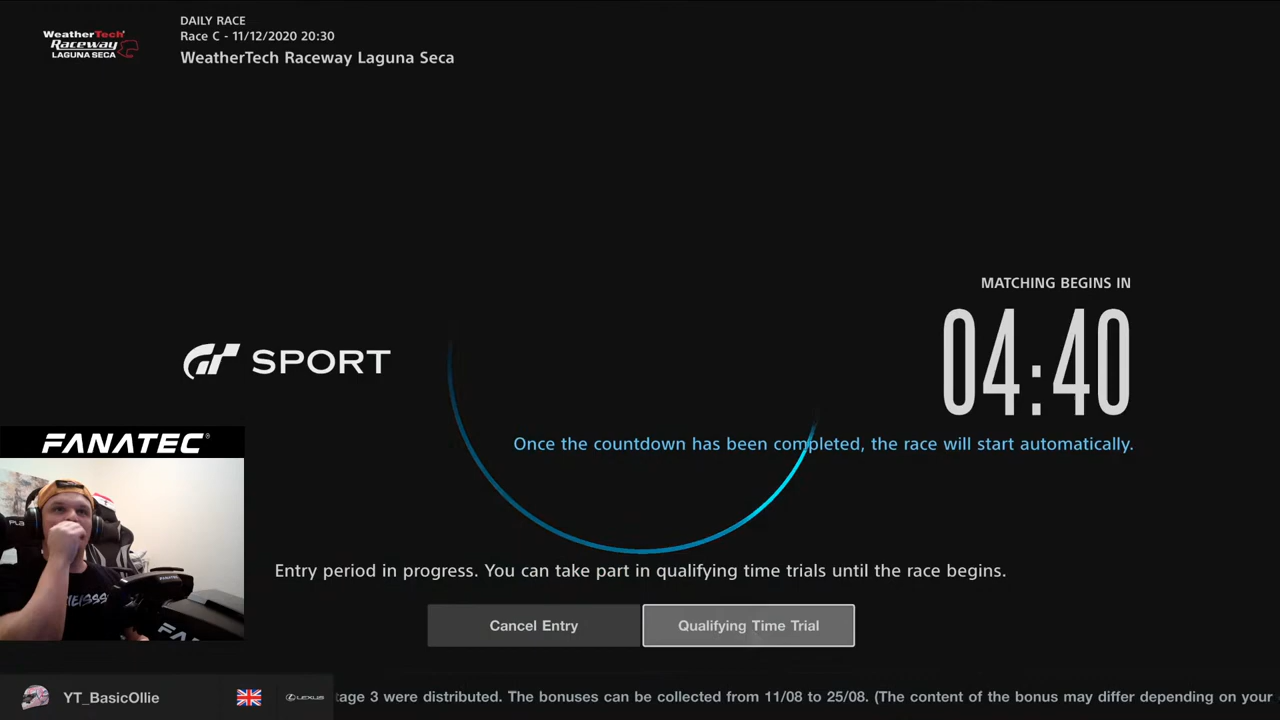 WeatherTech
Raceway
LAGUNA SECA
DAILY RACE
Race C - 11/12/2020 20:30
WeatherTech Raceway Laguna Seca
MATCHING BEGINS IN
04:40
GT SPORT
Once the countdown has been completed, the race will start automatically.
FANATEC®
FANATEC
FANATEC
Entry period in progress. You can take part in qualifying time trials until the race begins.
Cancel Entry
Qualifying Time Trial
YT_BasicOllie
LEXUS
tage 3 were distributed. The bonuses can be collected from 11/08 to 25/08. (The content of the bonus may differ depending on your